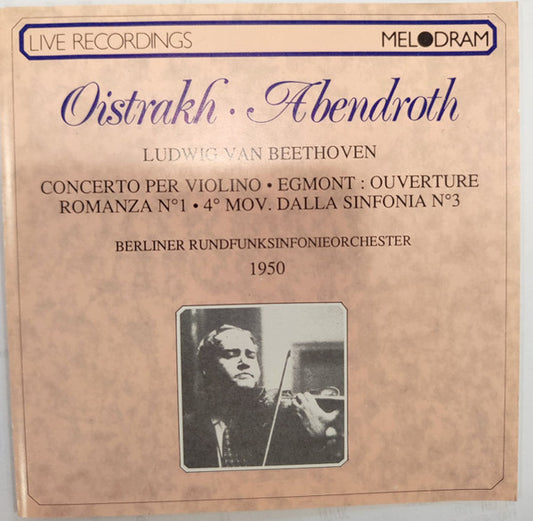 LIVE RECORDINGS MELODRAM
Oistrakh · Abendroth
LUDWIG VAN BEETHOVEN
CONCERTO PER VIOLINO • EGMONT : OUVERTURE
ROMANZA N°1 • 4° MOV. DALLA SINFONIA N°3
BERLINER RUNDFUNKSINFONIEORCHESTER
1950